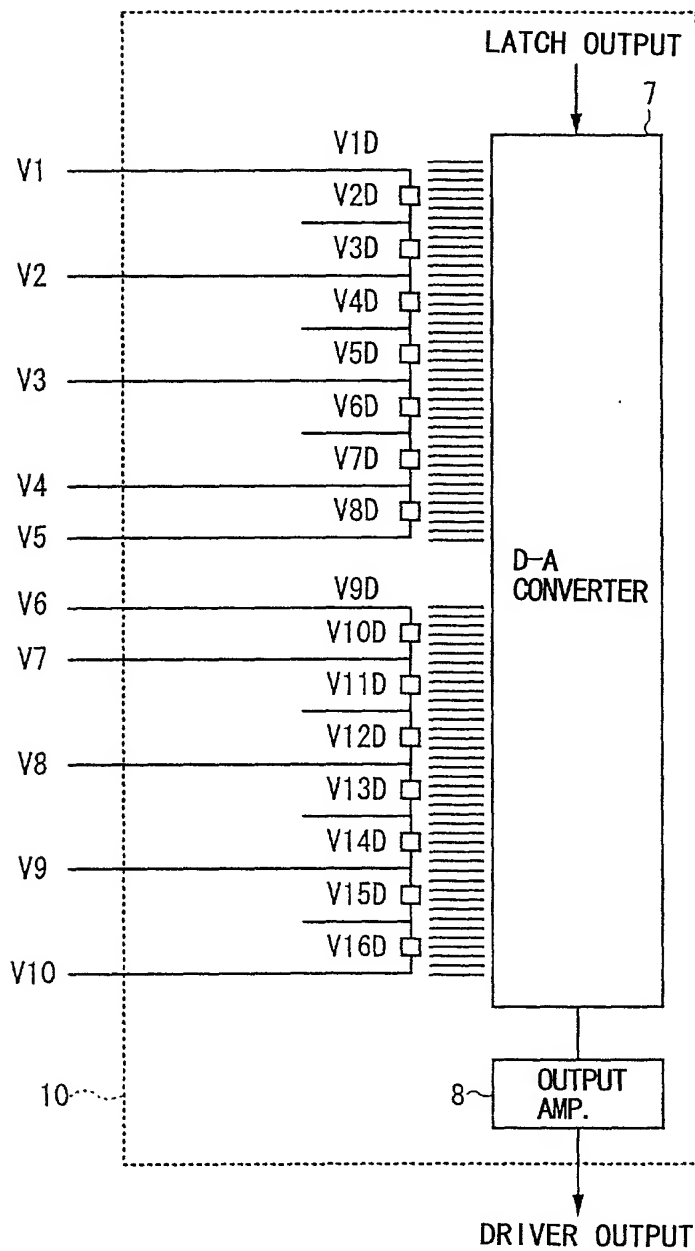 LATCH OUTPUT
7
V1D
V1
V2D
V3D
V2
V4D
V5D
V3
V6D
V7D
V4
V8D
V5
D-A
CONVERTER
V6
V9D
V10D
V7
V11D
V12D
V8
V13D
V14D
V9
V15D
V16D
V10
10
8
OUTPUT
AMP.
DRIVER OUTPUT